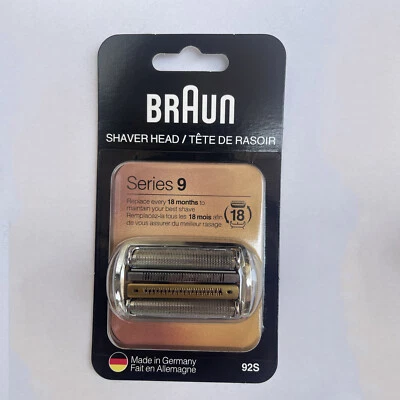 BRAUN
SHAVER HEAD / TÊTE DE RASOIR
Series 9
Replace every 18 months to
maintain your best shave.
Remplacez-la tous les 18 mois afin
de vous assurer du meilleur rasage.
18
Made in Germany
Fait en Allemagne
92S